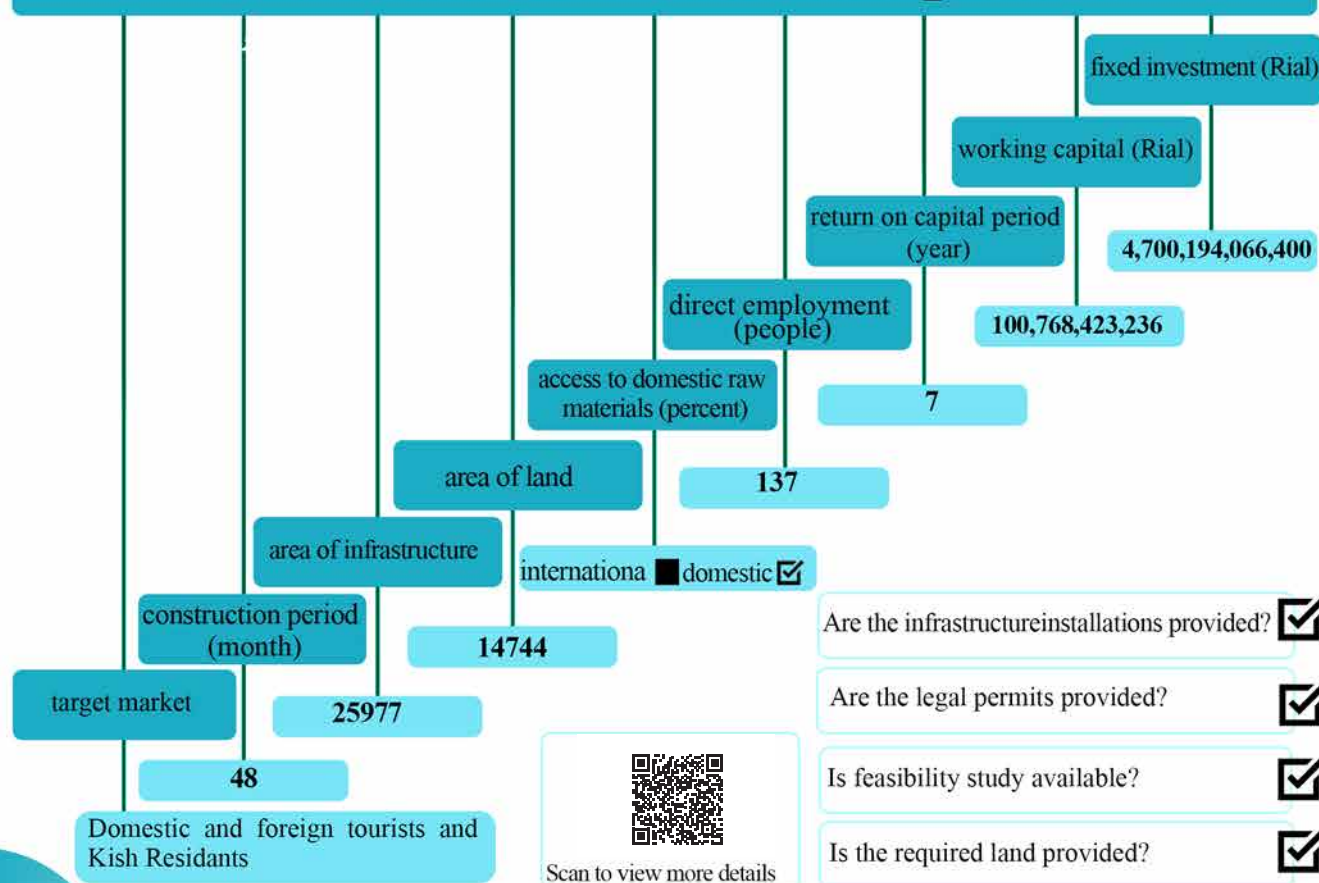 fixed investment (Rial)
4,700,194,066,400
working capital (Rial)
100,768,423,236
return on capital period
(year)
7
direct employment
(people)
137
access to domestic raw
materials (percent)
internationa ■ domestic ☑
area of land
14744
area of infrastructure
25977
construction period
(month)
48
target market
Domestic and foreign tourists and
Kish Residants
Scan to view more details
Are the infrastructureinstallations provided? ☑
Are the legal permits provided? ☑
Is feasibility study available? ☑
Is the required land provided? ☑